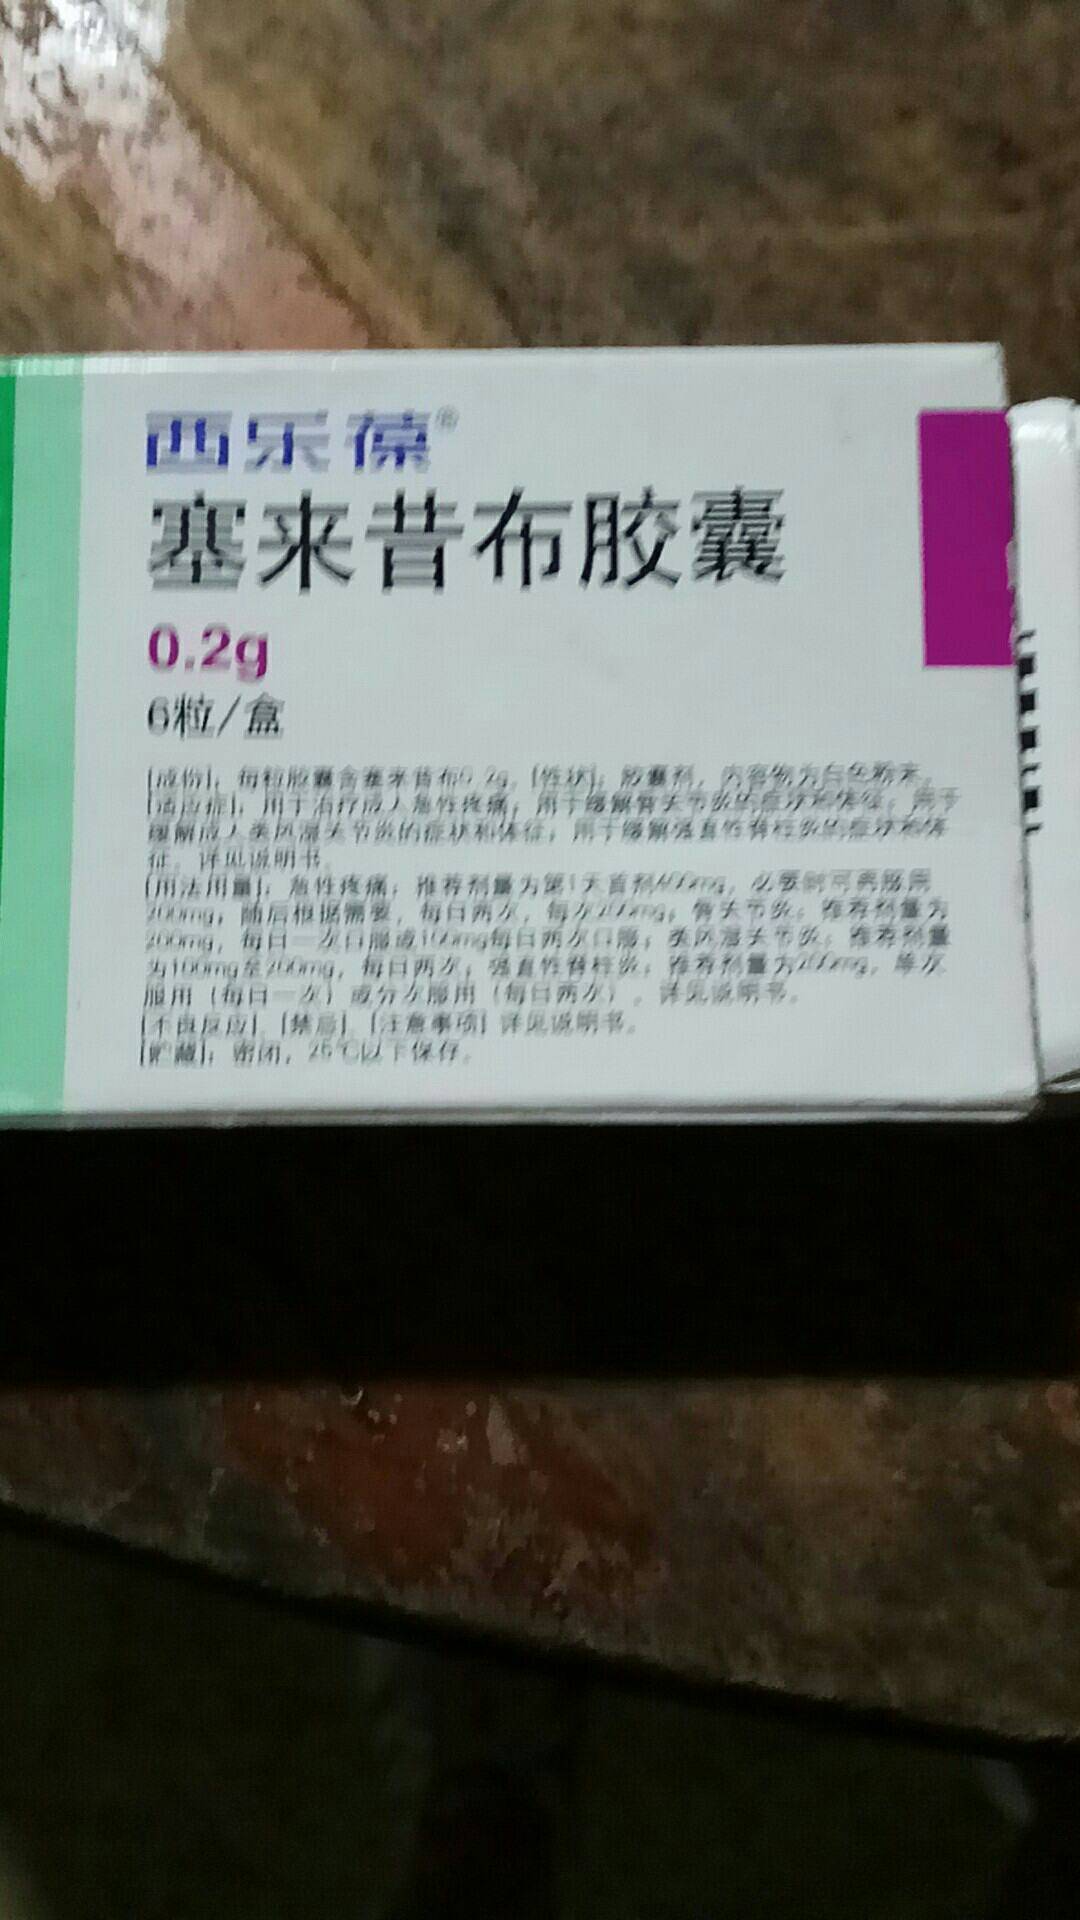 西乐葆®
塞来昔布胶囊
0.2g
6粒/盒
[成份]：每粒胶囊含塞来昔布0.2g。[性状]：胶囊剂，内容物为白色粉末。
[适应症]：用于治疗成人急性疼痛；用于缓解骨关节炎的症状和体征；用于
缓解成人类风湿关节炎的症状和体征；用于缓解强直性脊柱炎的症状和体
征。详见说明书。
[用法用量]：急性疼痛：推荐剂量为第1天首剂400mg，必要时可再服用
200mg；随后根据需要，每日两次，每次200mg；骨关节炎：推荐剂量为
200mg，每日一次口服或100mg每日两次口服；类风湿关节炎：推荐剂量
为100mg至200mg，每日两次；强直性脊柱炎：推荐剂量为200mg，单次
服用（每日一次）或分次服用（每日两次）。详见说明书。
[不良反应]、[禁忌]、[注意事项] 详见说明书。
[贮藏]：密闭，25℃以下保存。